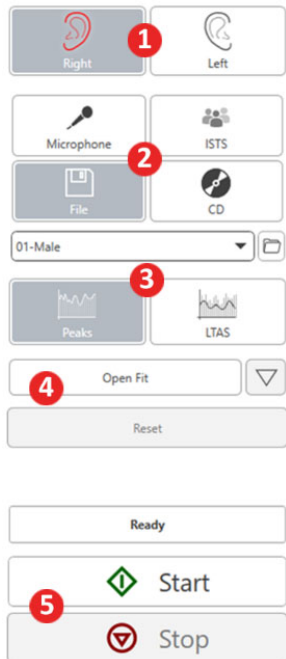 1
Right Left
Microphone ISTS
2
File CD
01-Male
3
Peaks LTAS
Open Fit
4
Reset
Ready
Start
5
Stop